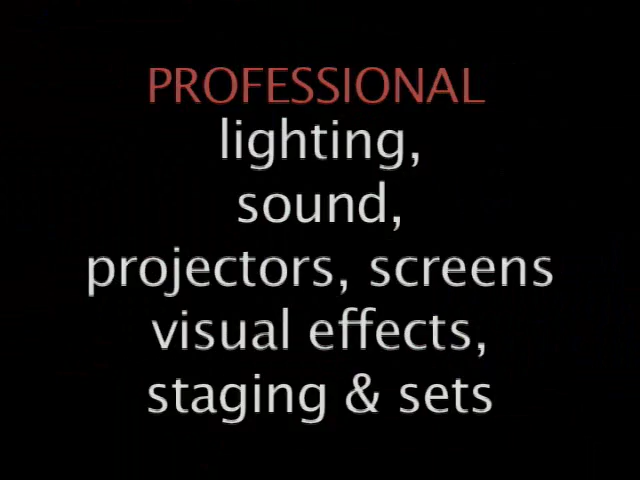 PROFESSIONAL
lighting,
sound,
projectors, screens
visual effects,
staging & sets